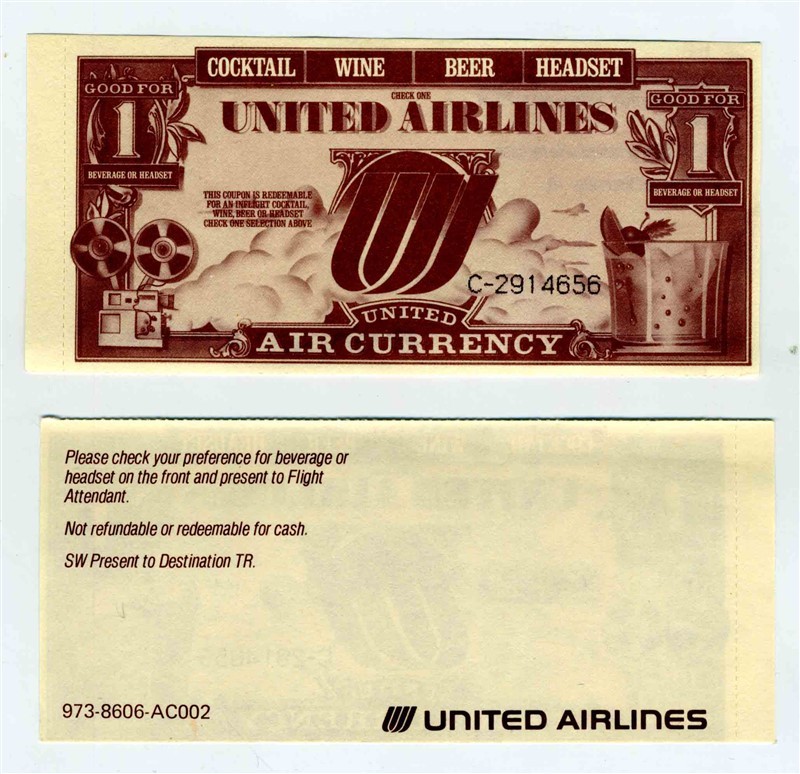 COCKTAIL WINE BEER HEADSET
CHECK ONE
UNITED AIRLINES
GOOD FOR
1
BEVERAGE OR HEADSET
GOOD FOR
1
BEVERAGE OR HEADSET
THIS COUPON IS REDEEMABLE
FOR AN INFLIGHT COCKTAIL,
WINE, BEER OR HEADSET
CHECK ONE SELECTION ABOVE
C-2914656
UNITED
AIR CURRENCY
Please check your preference for beverage or
headset on the front and present to Flight
Attendant.
Not refundable or redeemable for cash.
SW Present to Destination TR.
973-8606-AC002
UNITED AIRLINES